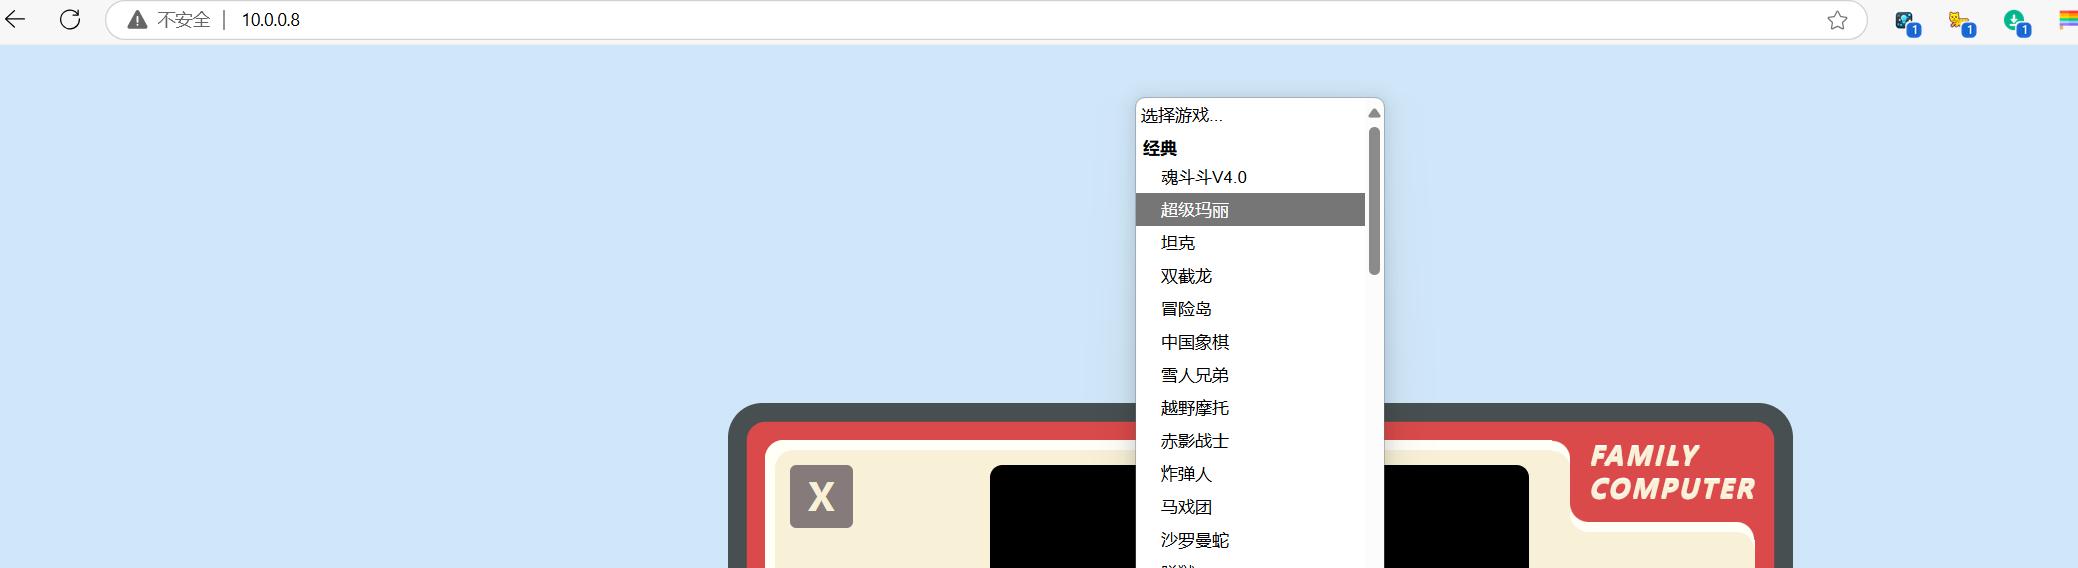 不安全 | 10.0.0.8
1
1
1
选择游戏...
经典
魂斗斗V4.0
超级玛丽
坦克
双截龙
冒险岛
中国象棋
雪人兄弟
越野摩托
赤影战士
炸弹人
马戏团
沙罗曼蛇
X
FAMILY
COMPUTER